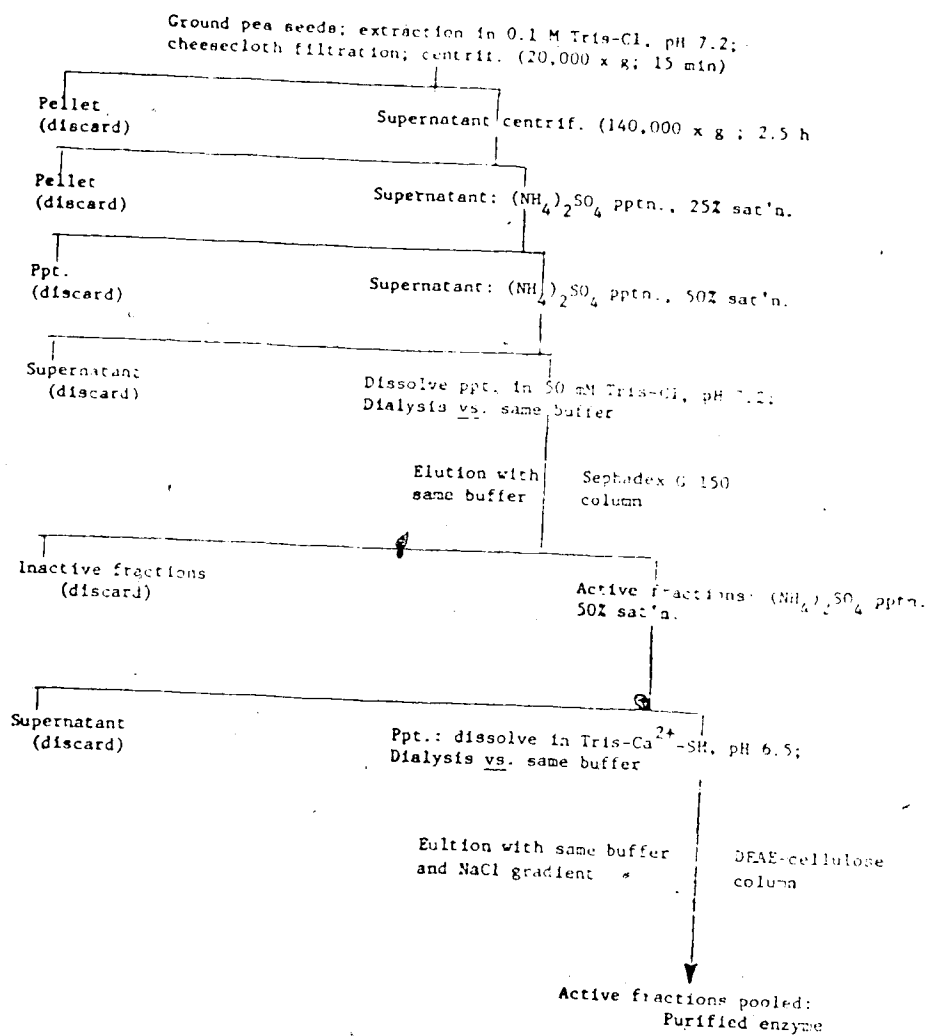 Ground pea seeds; extraction in 0.1 M Tris-Cl, pH 7.2;
cheesecloth filtration; centrif. (20,000 x g; 15 min)
Pellet
(discard)
Supernatant centrif. (140,000 x g ; 2.5 h
Pellet
(discard)
Supernatant: (NH4)2SO4 pptn., 25% sat'n.
Ppt.
(discard)
Supernatant: (NH4)2SO4 pptn., 50% sat'n.
Supernatant
(discard)
Dissolve ppt. in 50 mM Tris-Cl, pH 7.2;
Dialysis vs. same buffer
Elution with
same buffer
Sephadex G 150
column
Inactive fractions
(discard)
Active fractions: (NH4)2SO4 pptn.
50% sat'n.
Supernatant
(discard)
Ppt.: dissolve in Tris-Ca2+-SH, pH 6.5;
Dialysis vs. same buffer
Eultion with same buffer
and NaCl gradient
DEAE-cellulose
column
Active fractions pooled:
Purified enzyme